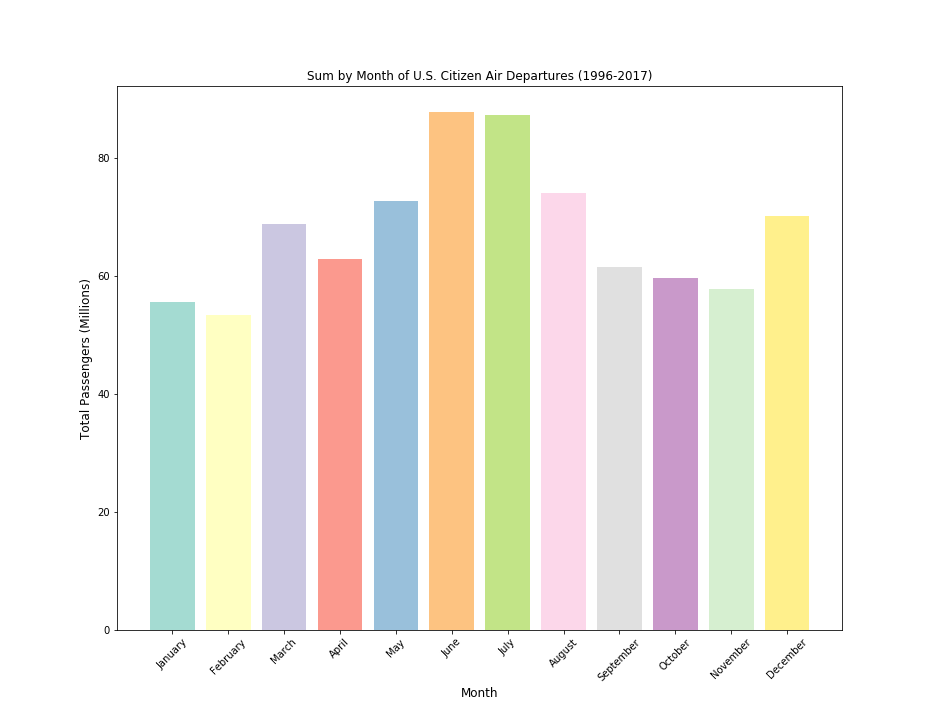 Sum by Month of U.S. Citizen Air Departures (1996-2017)
Total Passengers (Millions)
80
60
40
20
0
January
February
March
April
May
June
July
August
September
October
November
December
Month